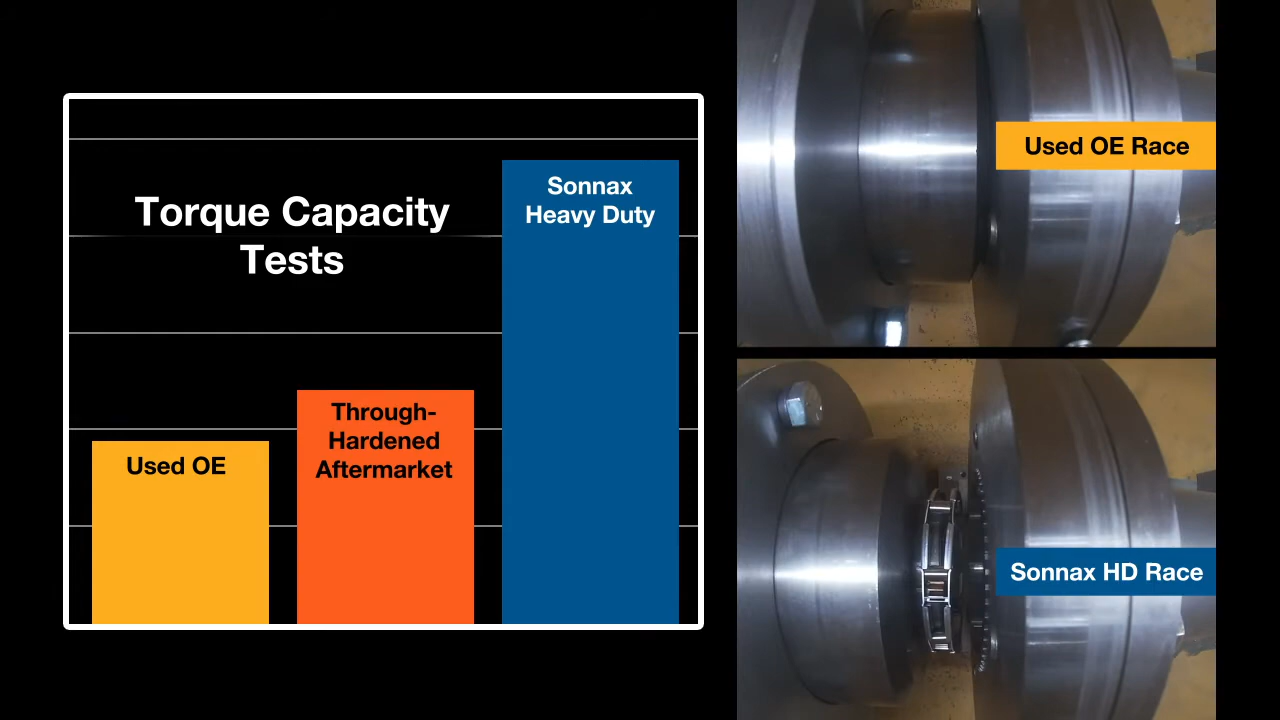 Torque Capacity
Tests
Used OE
Through-
Hardened
Aftermarket
Sonnax
Heavy Duty
Used OE Race
Sonnax HD Race